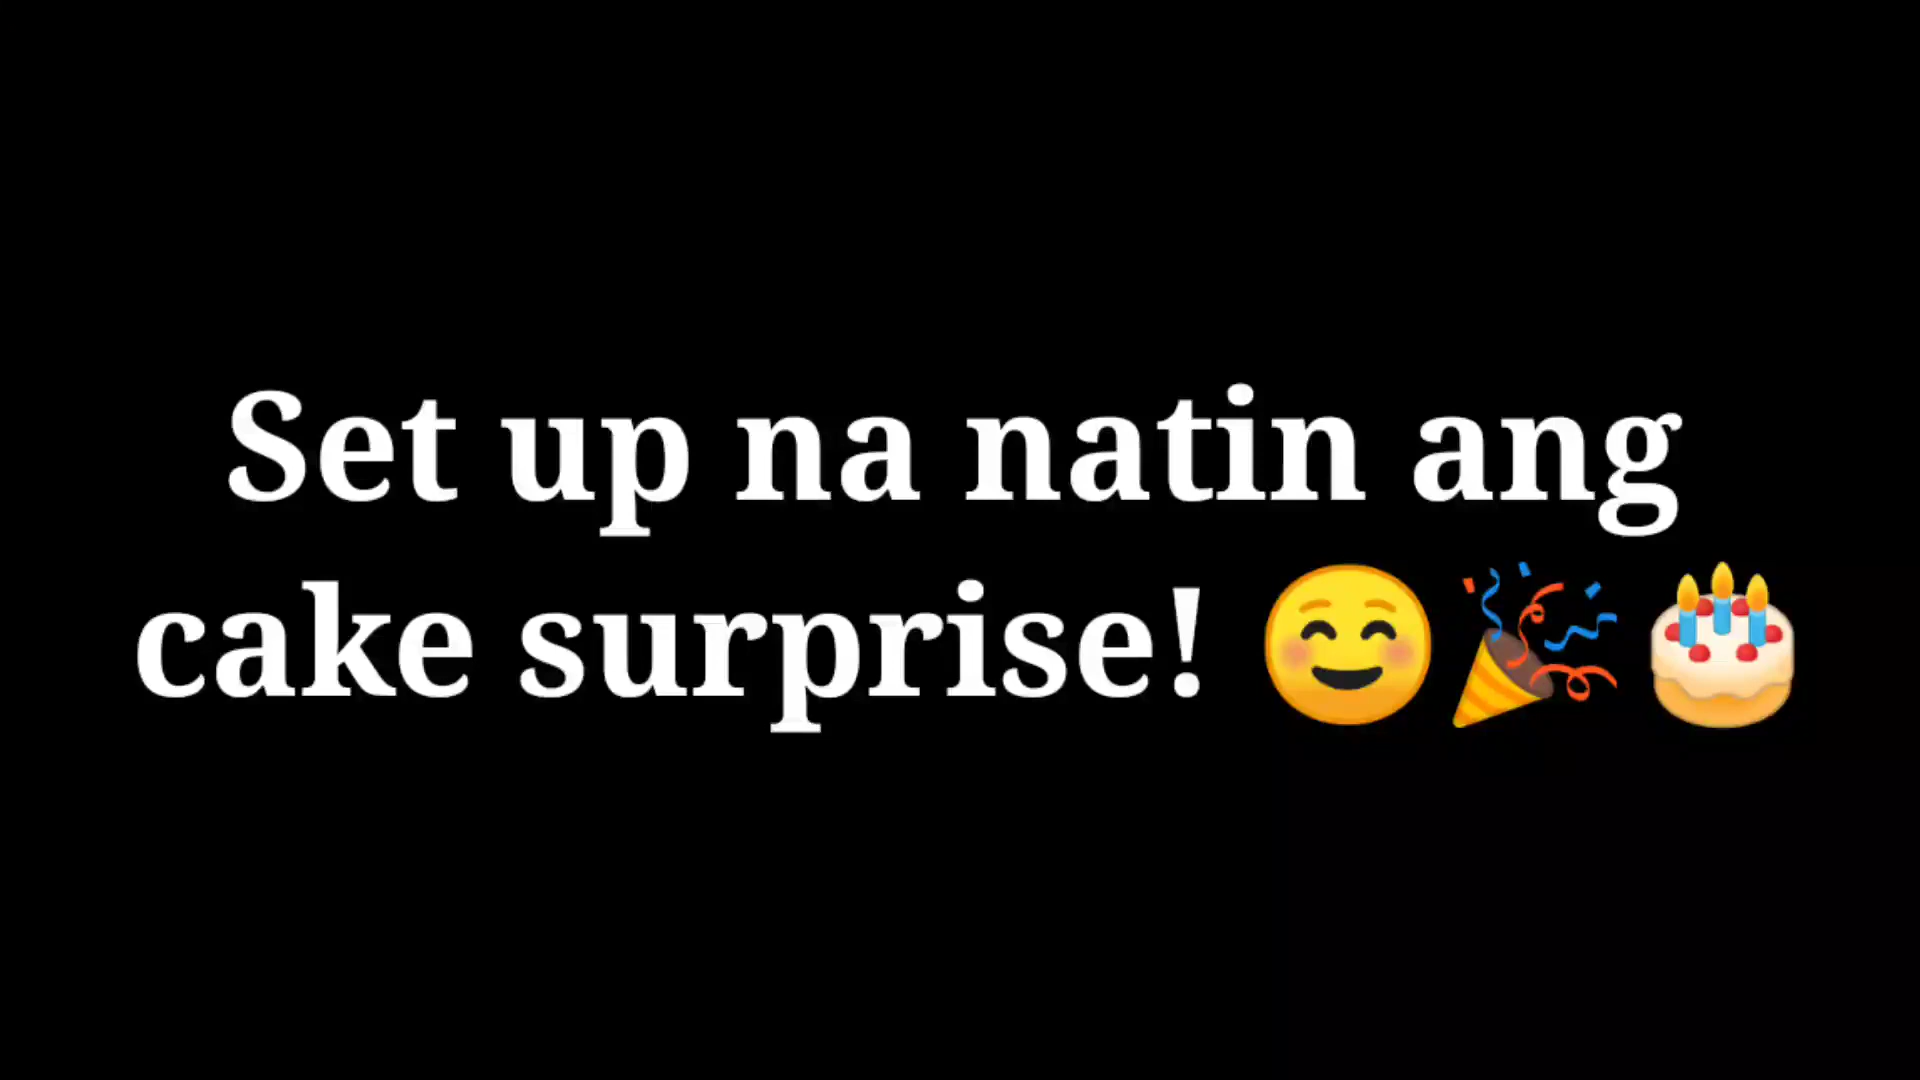 Set up na natin ang
cake surprise! ☺️🎉🎂